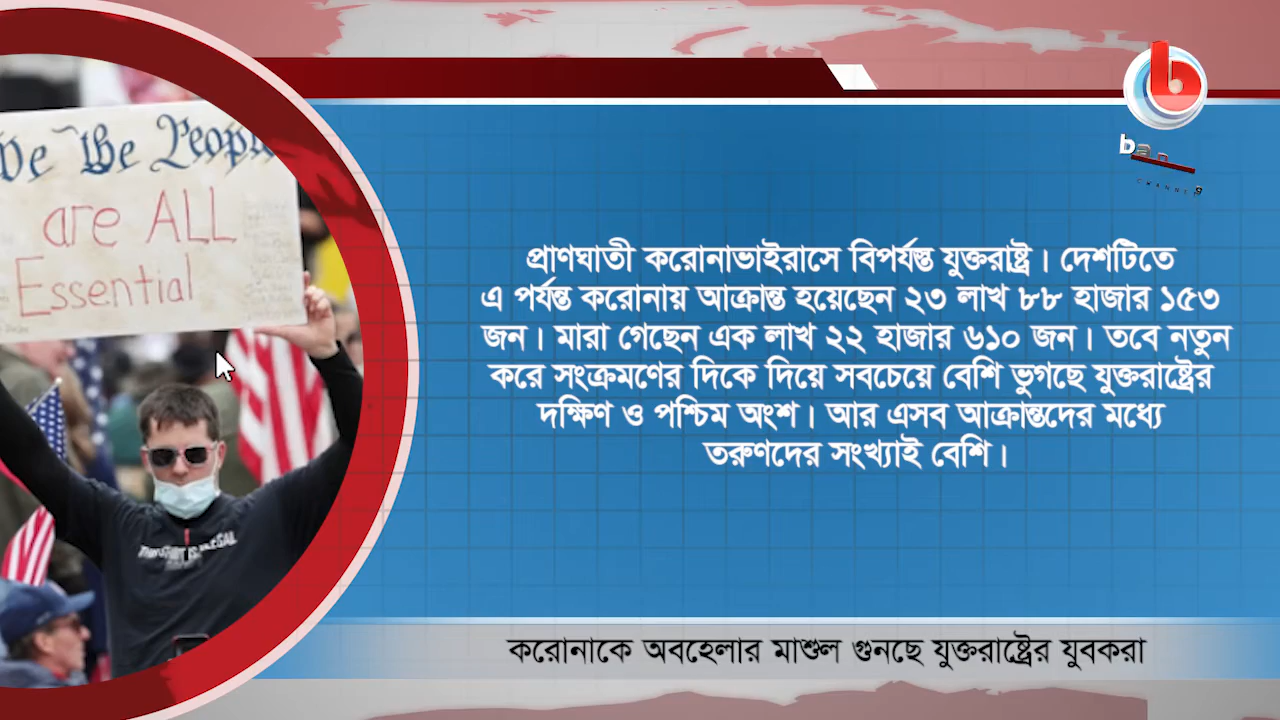 We the People
are ALL
Essential
b
প্রাণঘাতী করোনাভাইরাসে বিপর্যস্ত যুক্তরাষ্ট্র। দেশটিতে
এ পর্যন্ত করোনায় আক্রান্ত হয়েছেন ২৩ লাখ ৮৮ হাজার ১৫৩
জন। মারা গেছেন এক লাখ ২২ হাজার ৬১০ জন। তবে নতুন
করে সংক্রমণের দিকে দিয়ে সবচেয়ে বেশি ভুগছে যুক্তরাষ্ট্রের
দক্ষিণ ও পশ্চিম অংশ। আর এসব আক্রান্তদের মধ্যে
তরুণদের সংখ্যাই বেশি।
করোনাকে অবহেলার মাশুল গুনছে যুক্তরাষ্ট্রের যুবকরা